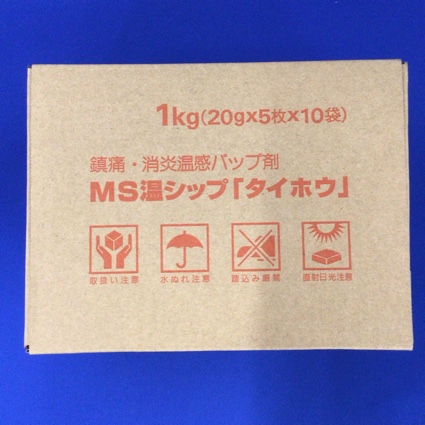 1kg(20g×5枚×10袋)
鎮痛・消炎温感パップ剤
MS温シップ「タイホウ」
取扱い注意
水ぬれ注意
踏込み厳禁
直射日光注意